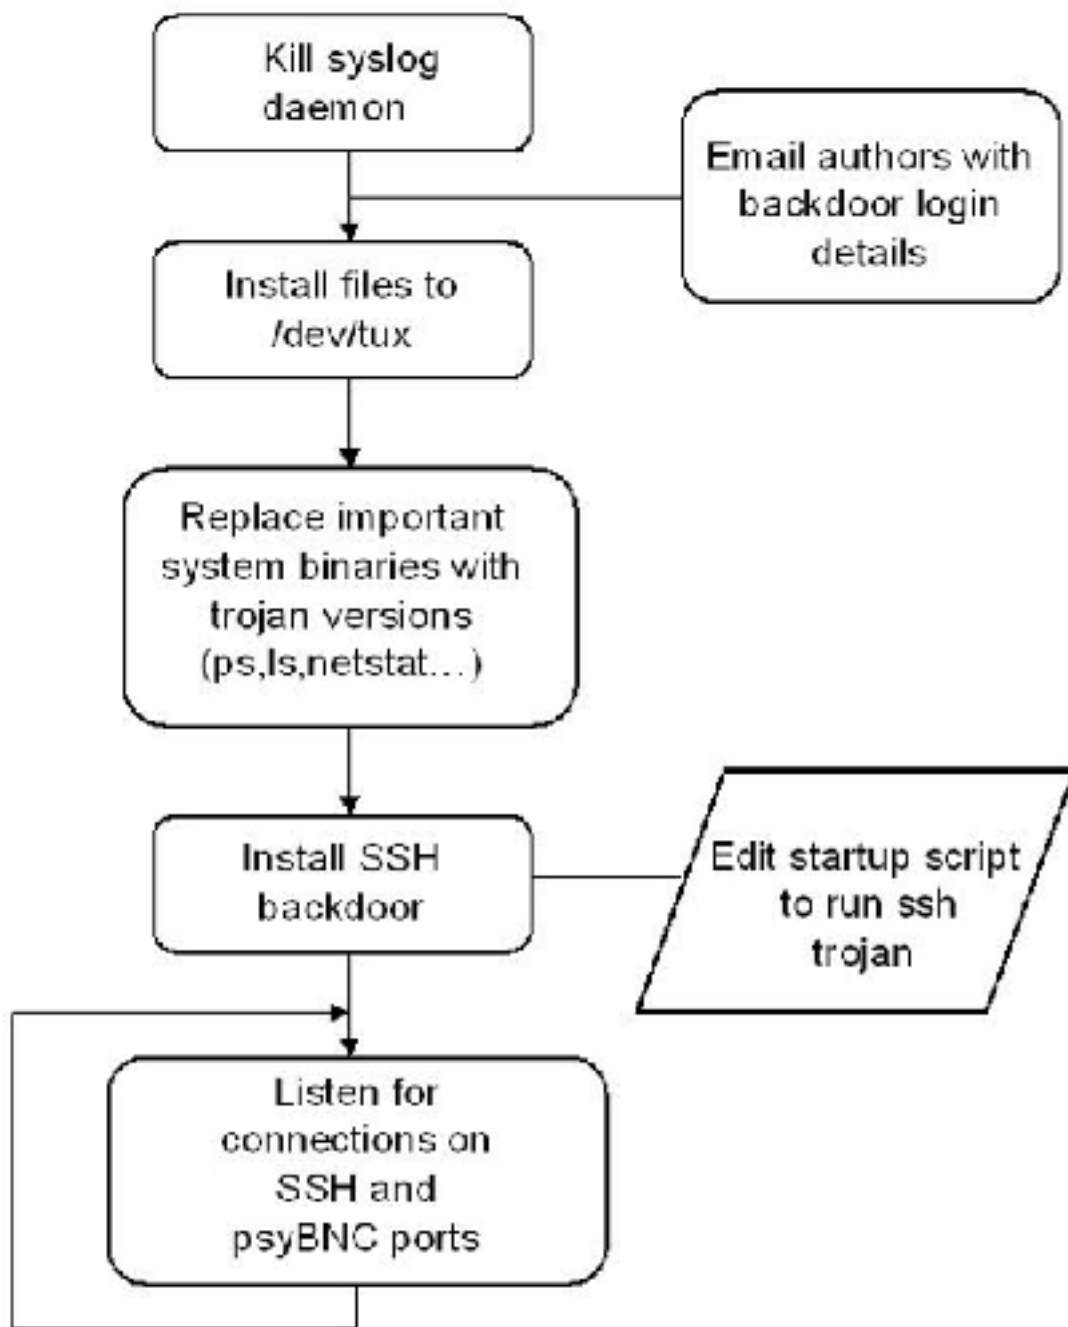 Kill syslog
daemon
Email authors with
backdoor login
details
Install files to
/dev/tux
Replace important
system binaries with
trojan versions
(ps,ls,netstat...)
Install SSH
backdoor
Edit startup script
to run ssh
trojan
Listen for
connections on
SSH and
psyBNC ports